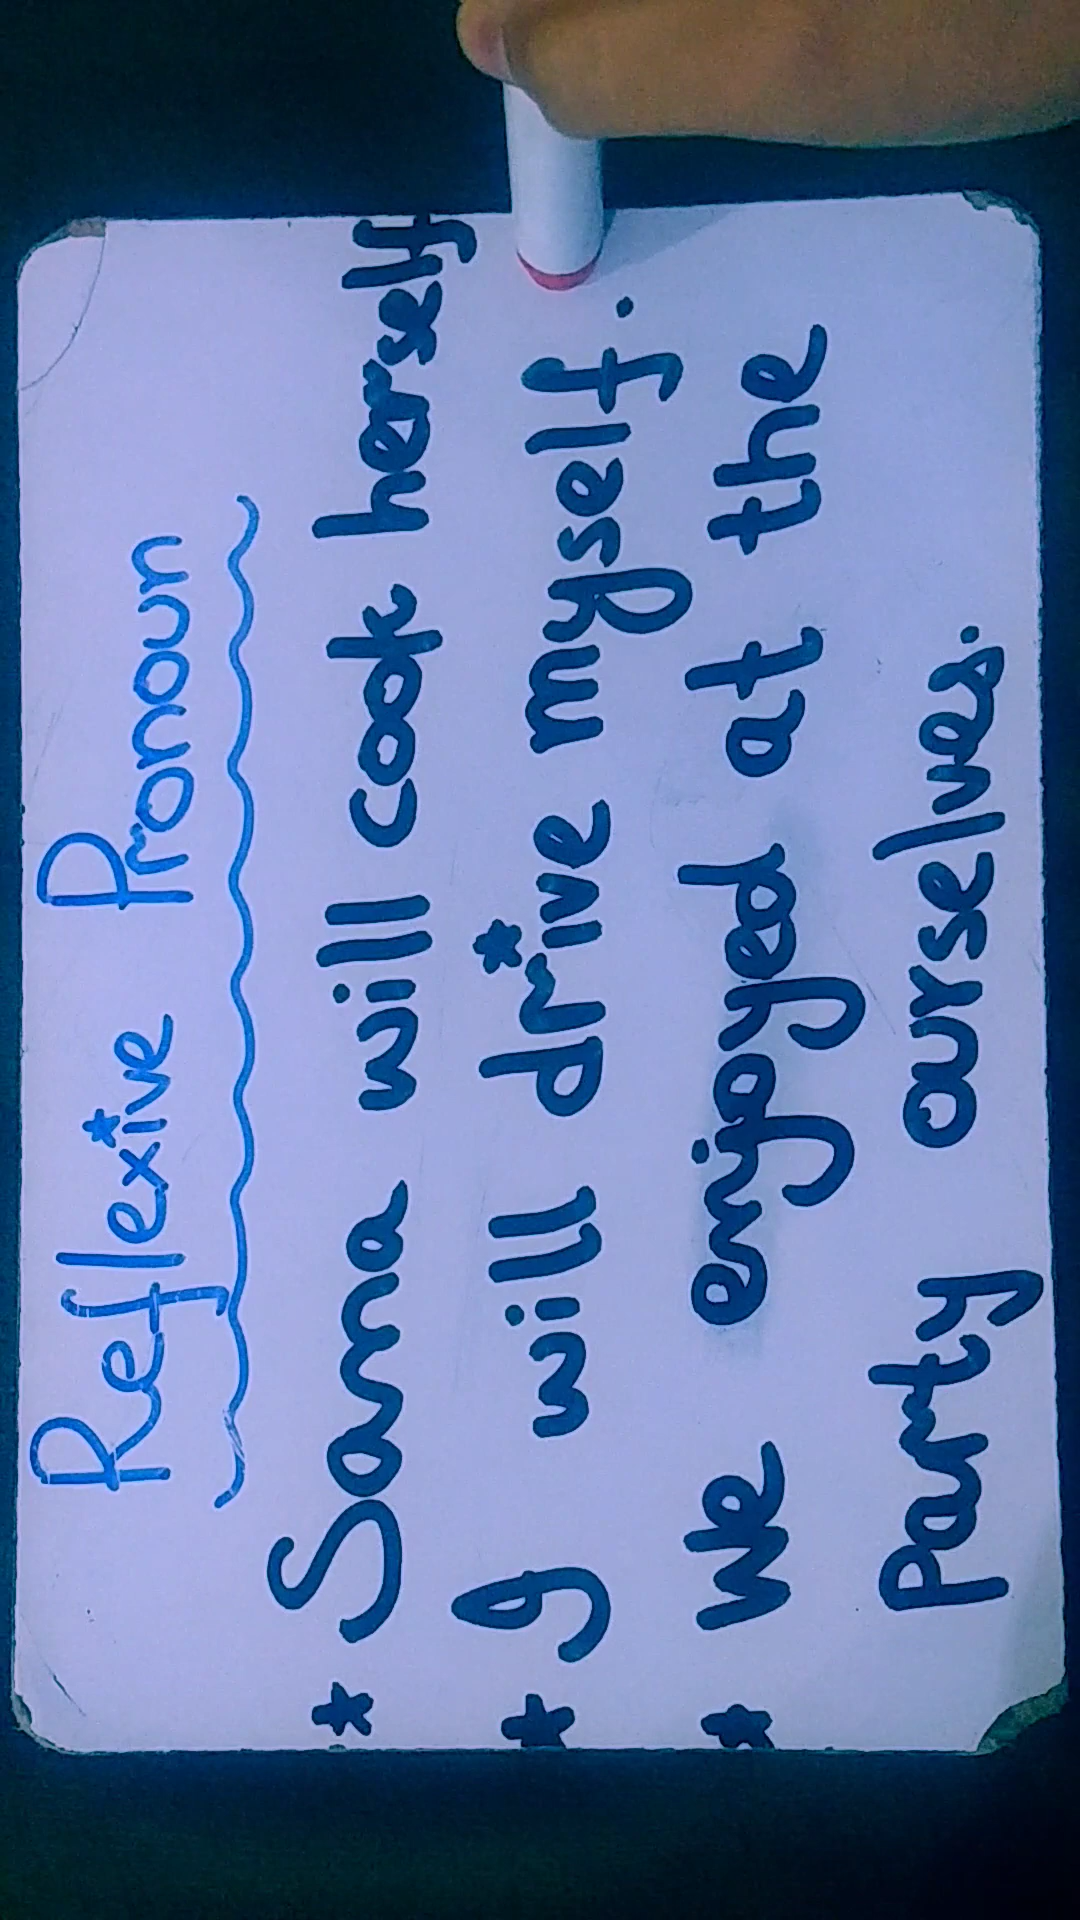 Reflexive Pronoun
* Sama will cook herself
* I will drive myself.
* We enjoyed at the
Party ourselves.